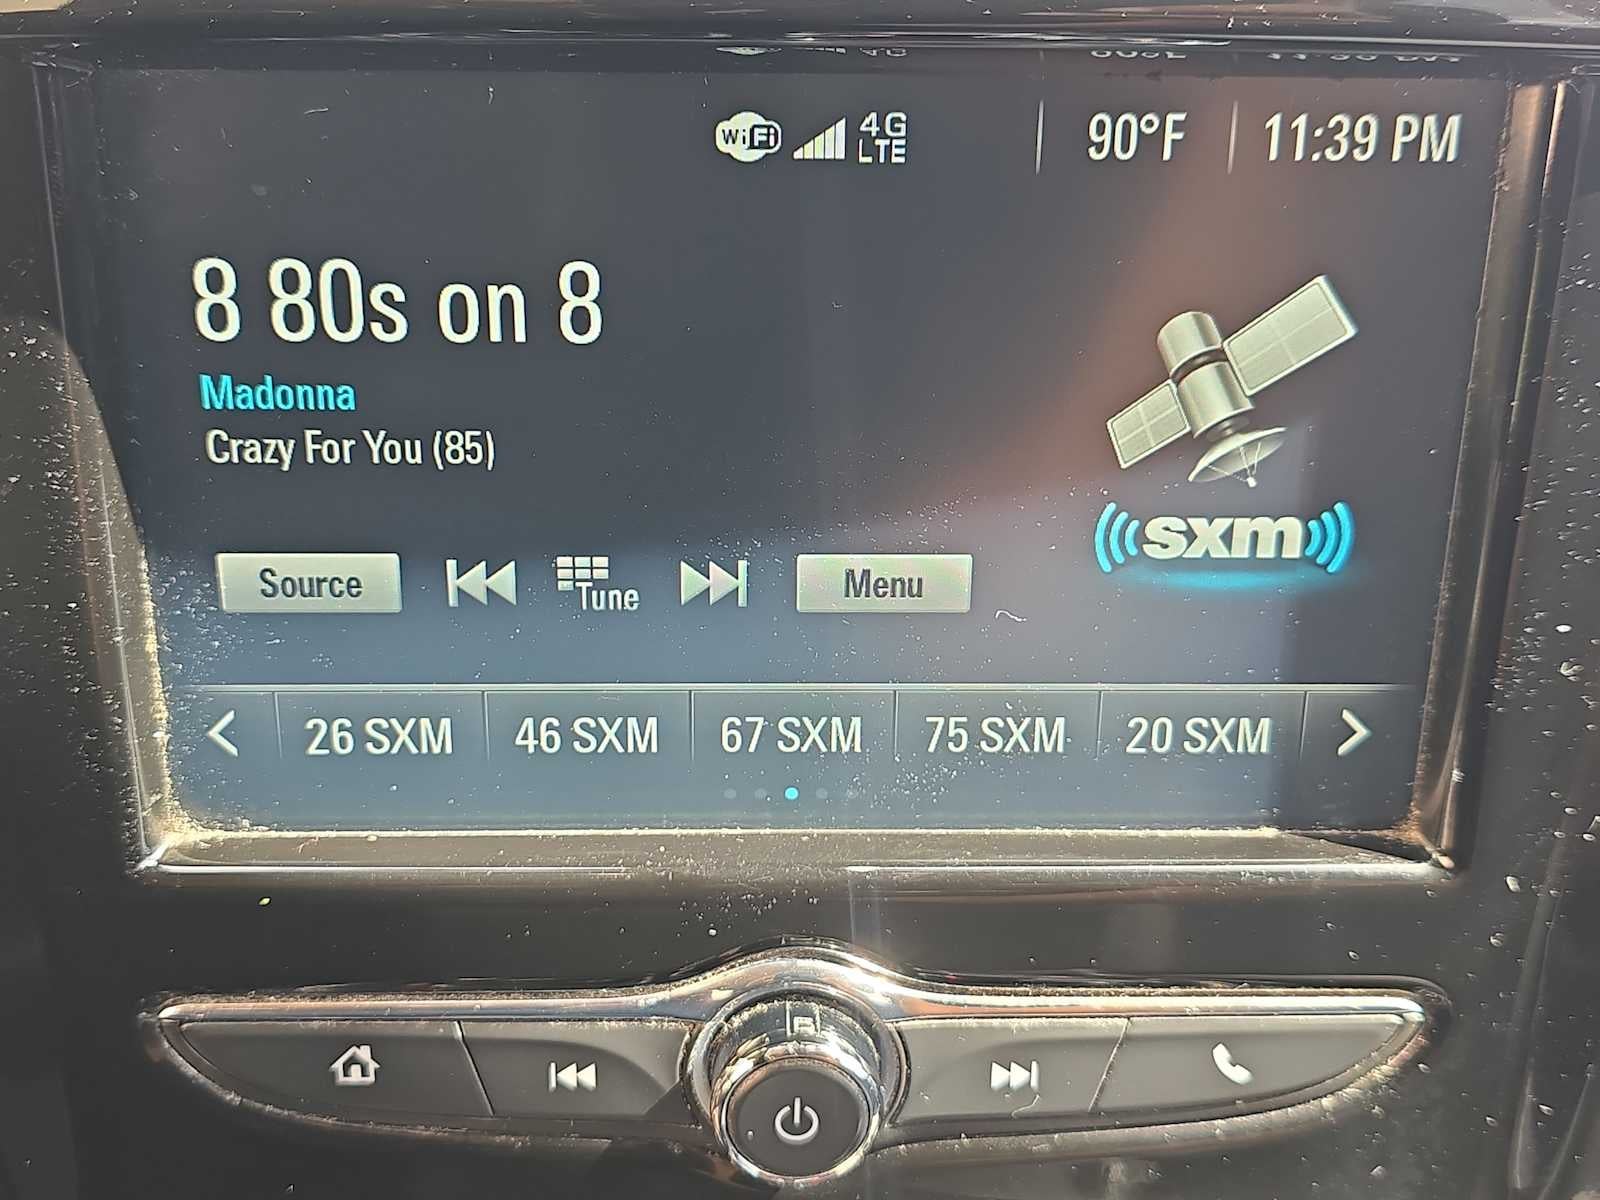 WiFi 4G LTE 90°F 11:39 PM
8 80s on 8
Madonna
Crazy For You (85)
sxm
Source Tune Menu
26 SXM 46 SXM 67 SXM 75 SXM 20 SXM